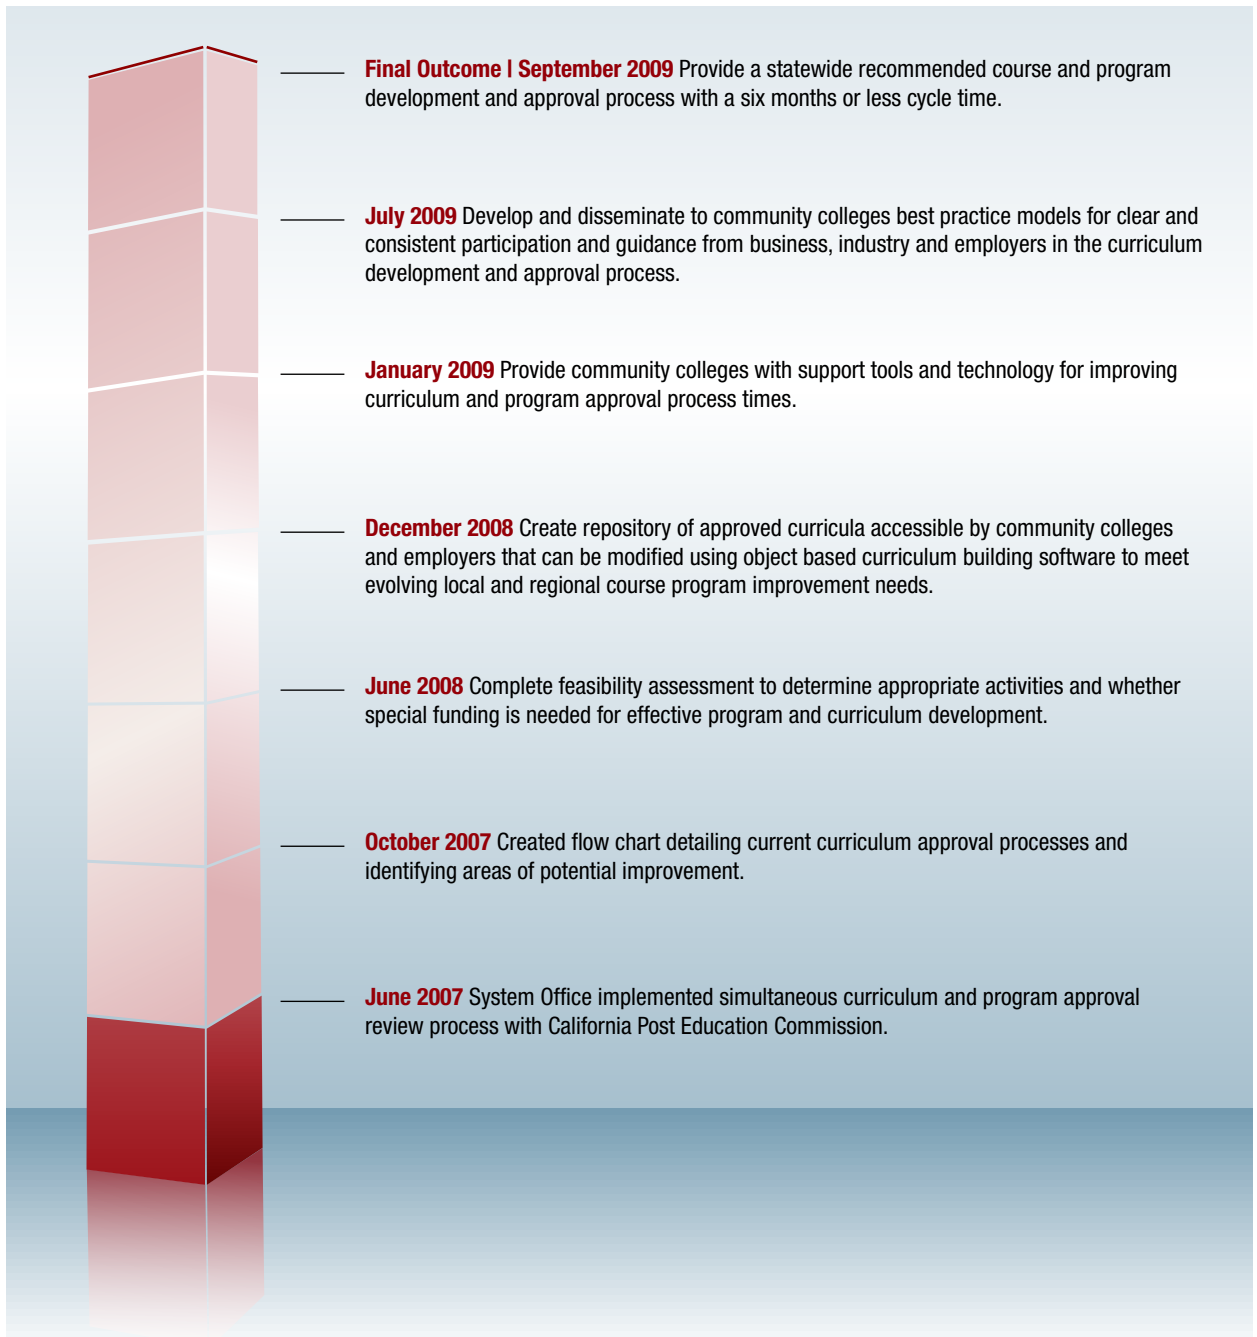 Final Outcome | September 2009 Provide a statewide recommended course and program
development and approval process with a six months or less cycle time.
July 2009 Develop and disseminate to community colleges best practice models for clear and
consistent participation and guidance from business, industry and employers in the curriculum
development and approval process.
January 2009 Provide community colleges with support tools and technology for improving
curriculum and program approval process times.
December 2008 Create repository of approved curricula accessible by community colleges
and employers that can be modified using object based curriculum building software to meet
evolving local and regional course program improvement needs.
June 2008 Complete feasibility assessment to determine appropriate activities and whether
special funding is needed for effective program and curriculum development.
October 2007 Created flow chart detailing current curriculum approval processes and
identifying areas of potential improvement.
June 2007 System Office implemented simultaneous curriculum and program approval
review process with California Post Education Commission.